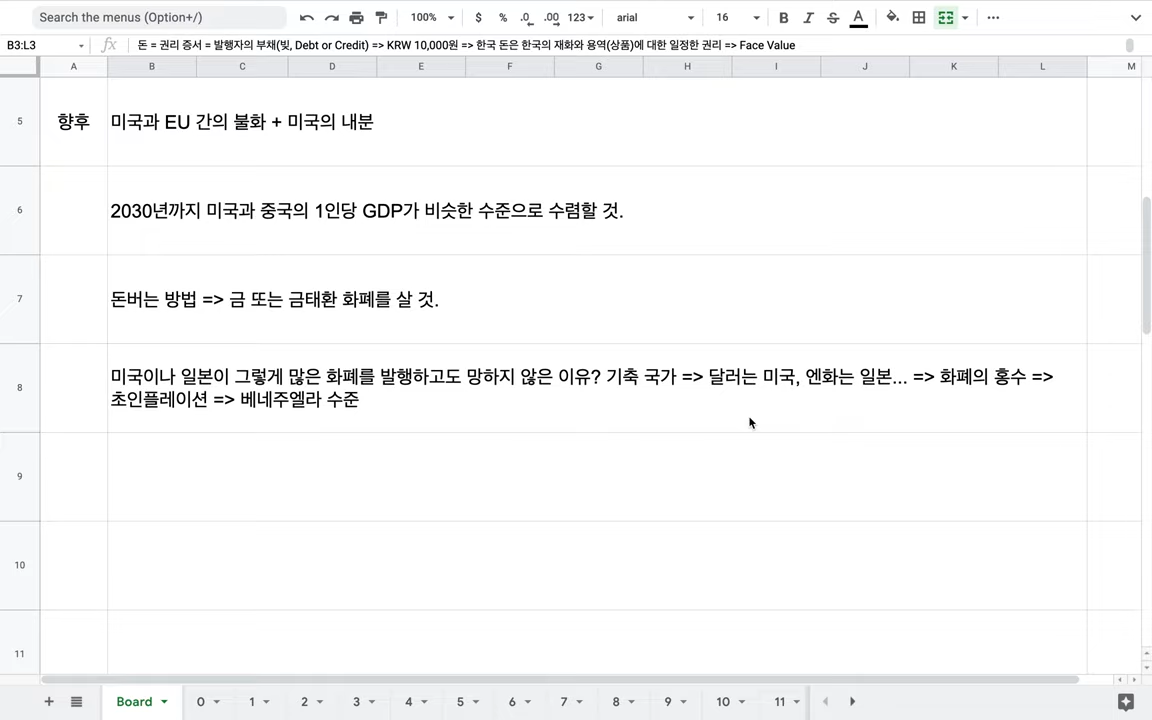 Search the menus (Option+/) 100% $ % .0 .00 123 arial 16 B I S A
B3:L3 fx 돈 = 권리 증서 = 발행자의 부채(빚, Debt or Credit) => KRW 10,000원 => 한국 돈은 한국의 재화와 용역(상품)에 대한 일정한 권리 => Face Value
A B C D E F G H I J K L M
5 향후 미국과 EU 간의 불화 + 미국의 내분
6 2030년까지 미국과 중국의 1인당 GDP가 비슷한 수준으로 수렴할 것.
7 돈버는 방법 => 금 또는 금태환 화폐를 살 것.
8 미국이나 일본이 그렇게 많은 화폐를 발행하고도 망하지 않은 이유? 기축 국가 => 달러는 미국, 엔화는 일본... => 화폐의 홍수 =>
초인플레이션 => 베네주엘라 수준
9
10
11
Board 0 1 2 3 4 5 6 7 8 9 10 11